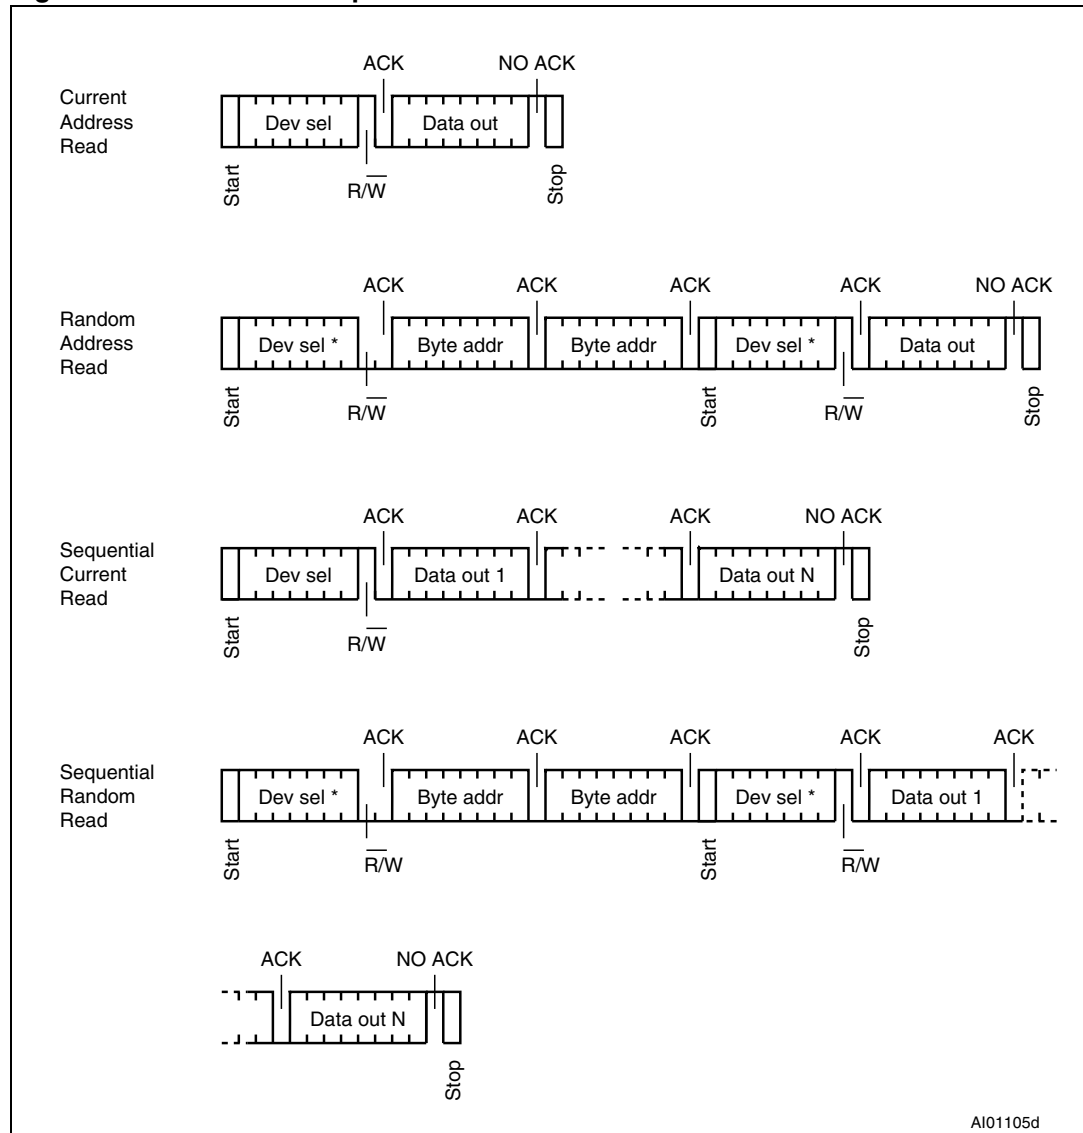 ACK NO ACK
Current
Address
Read
Dev sel Data out
Start R/W̅ Stop
ACK ACK ACK ACK NO ACK
Random
Address
Read
Dev sel * Byte addr Byte addr Dev sel * Data out
Start R/W̅ Start R/W̅ Stop
ACK ACK ACK NO ACK
Sequential
Current
Read
Dev sel Data out 1 Data out N
Start R/W̅ Stop
ACK ACK ACK ACK ACK
Sequential
Random
Read
Dev sel * Byte addr Byte addr Dev sel * Data out 1
Start R̅/W Start R̅/W
ACK NO ACK
Data out N
Stop
AI01105d